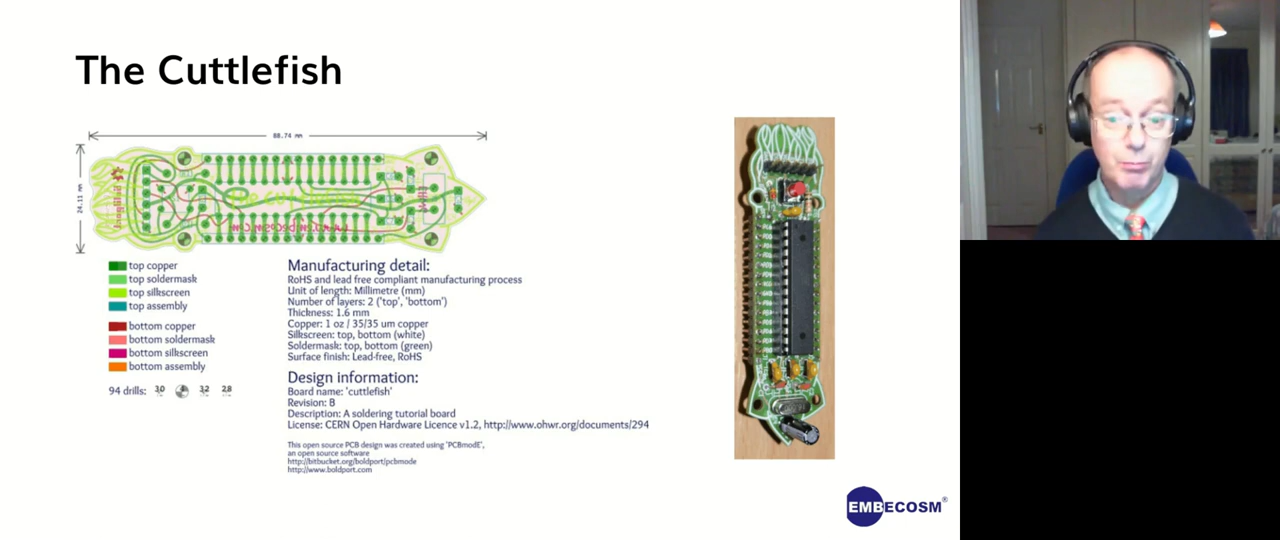 The Cuttlefish
88.74 mm
24.11 mm
top copper
top soldermask
top silkscreen
top assembly
bottom copper
bottom soldermask
bottom silkscreen
bottom assembly
94 drills: 30 32 28
Manufacturing detail:
RoHS and lead free compliant manufacturing process
Unit of length: Millimetre (mm)
Number of layers: 2 ('top', 'bottom')
Thickness: 1.6 mm
Copper: 1 oz / 35/35 um copper
Silkscreen: top, bottom (white)
Soldermask: top, bottom (green)
Surface finish: Lead-free, RoHS
Design information:
Board name: 'cuttlefish'
Revision: B
Description: A soldering tutorial board
License: CERN Open Hardware Licence v1.2, http://www.ohwr.org/documents/294
This open source PCB design was created using 'PCBmodE',
an open source software
http://bitbucket.org/boldport/pcbmode
http://www.boldport.com
EMBECOSM®